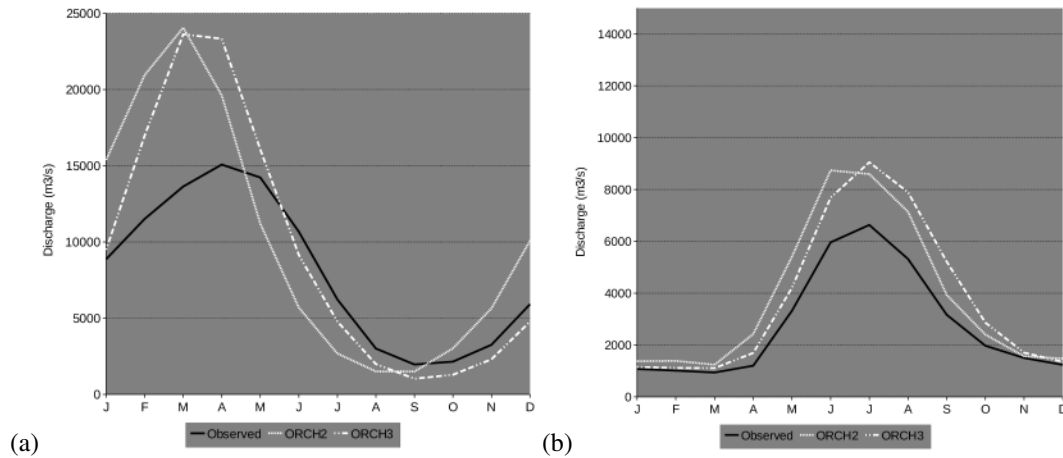 25000
20000
15000
10000
5000
0
Discharge (m3/s)
J F M A M J J A S O N D
Observed ORCH2 ORCH3
(a)
14000
12000
10000
8000
6000
4000
2000
0
Discharge (m3/s)
J F M A M J J A S O N D
Observed ORCH2 ORCH3
(b)